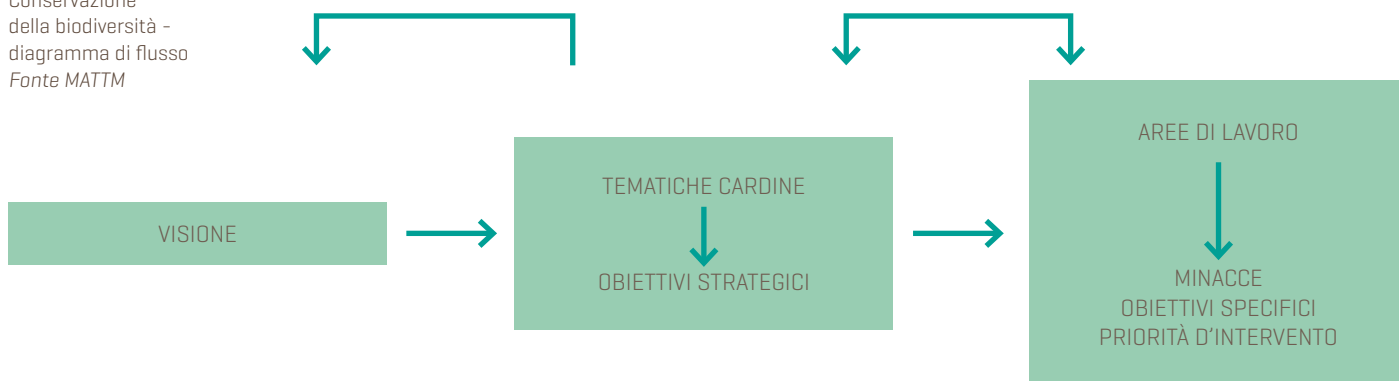 Conservazione
della biodiversità -
diagramma di flusso
Fonte MATTM
VISIONE
TEMATICHE CARDINE
OBIETTIVI STRATEGICI
AREE DI LAVORO
MINACCE
OBIETTIVI SPECIFICI
PRIORITÀ D'INTERVENTO